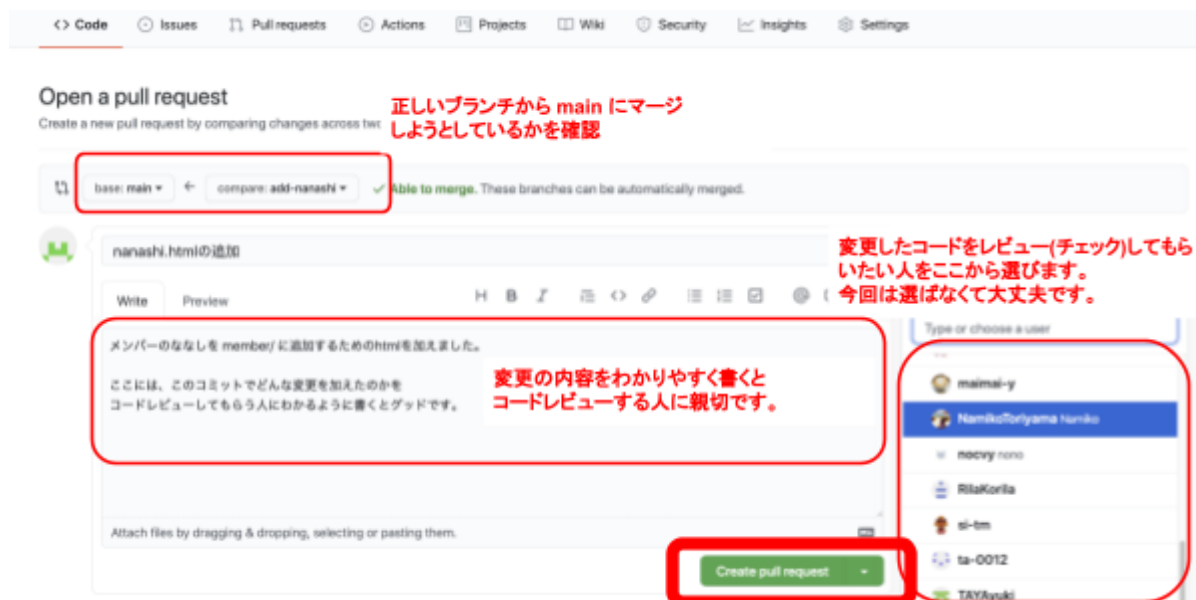 <> Code Issues Pull requests Actions Projects Wiki Security Insights Settings
Open a pull request
正しいブランチから main にマージ
しようとしているかを確認
Create a new pull request by comparing changes across two
base: main ← compare: add-nanashi ✓ Able to merge. These branches can be automatically merged.
nanashi.htmlの追加
変更したコードをレビュー(チェック)してもら
いたい人をここから選びます。
今回は選ばなくて大丈夫です。
Write Preview
H B I
Type or choose a user
メンバーのななしを member/ に追加するためのhtmlを加えました。
ここには、このコミットでどんな変更を加えたのかを
コードレビューしてもらう人にわかるように書くとグッドです。
変更の内容をわかりやすく書くと
コードレビューする人に親切です。
maimai-y
NamikoToriyama Namiko
nocvy nono
RilaKorila
si-tm
ta-0012
TAYAyuki
Attach files by dragging & dropping, selecting or pasting them.
Create pull request